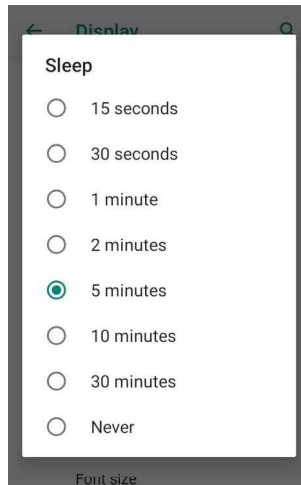 Display
Sleep
15 seconds
30 seconds
1 minute
2 minutes
5 minutes
10 minutes
30 minutes
Never
Font size